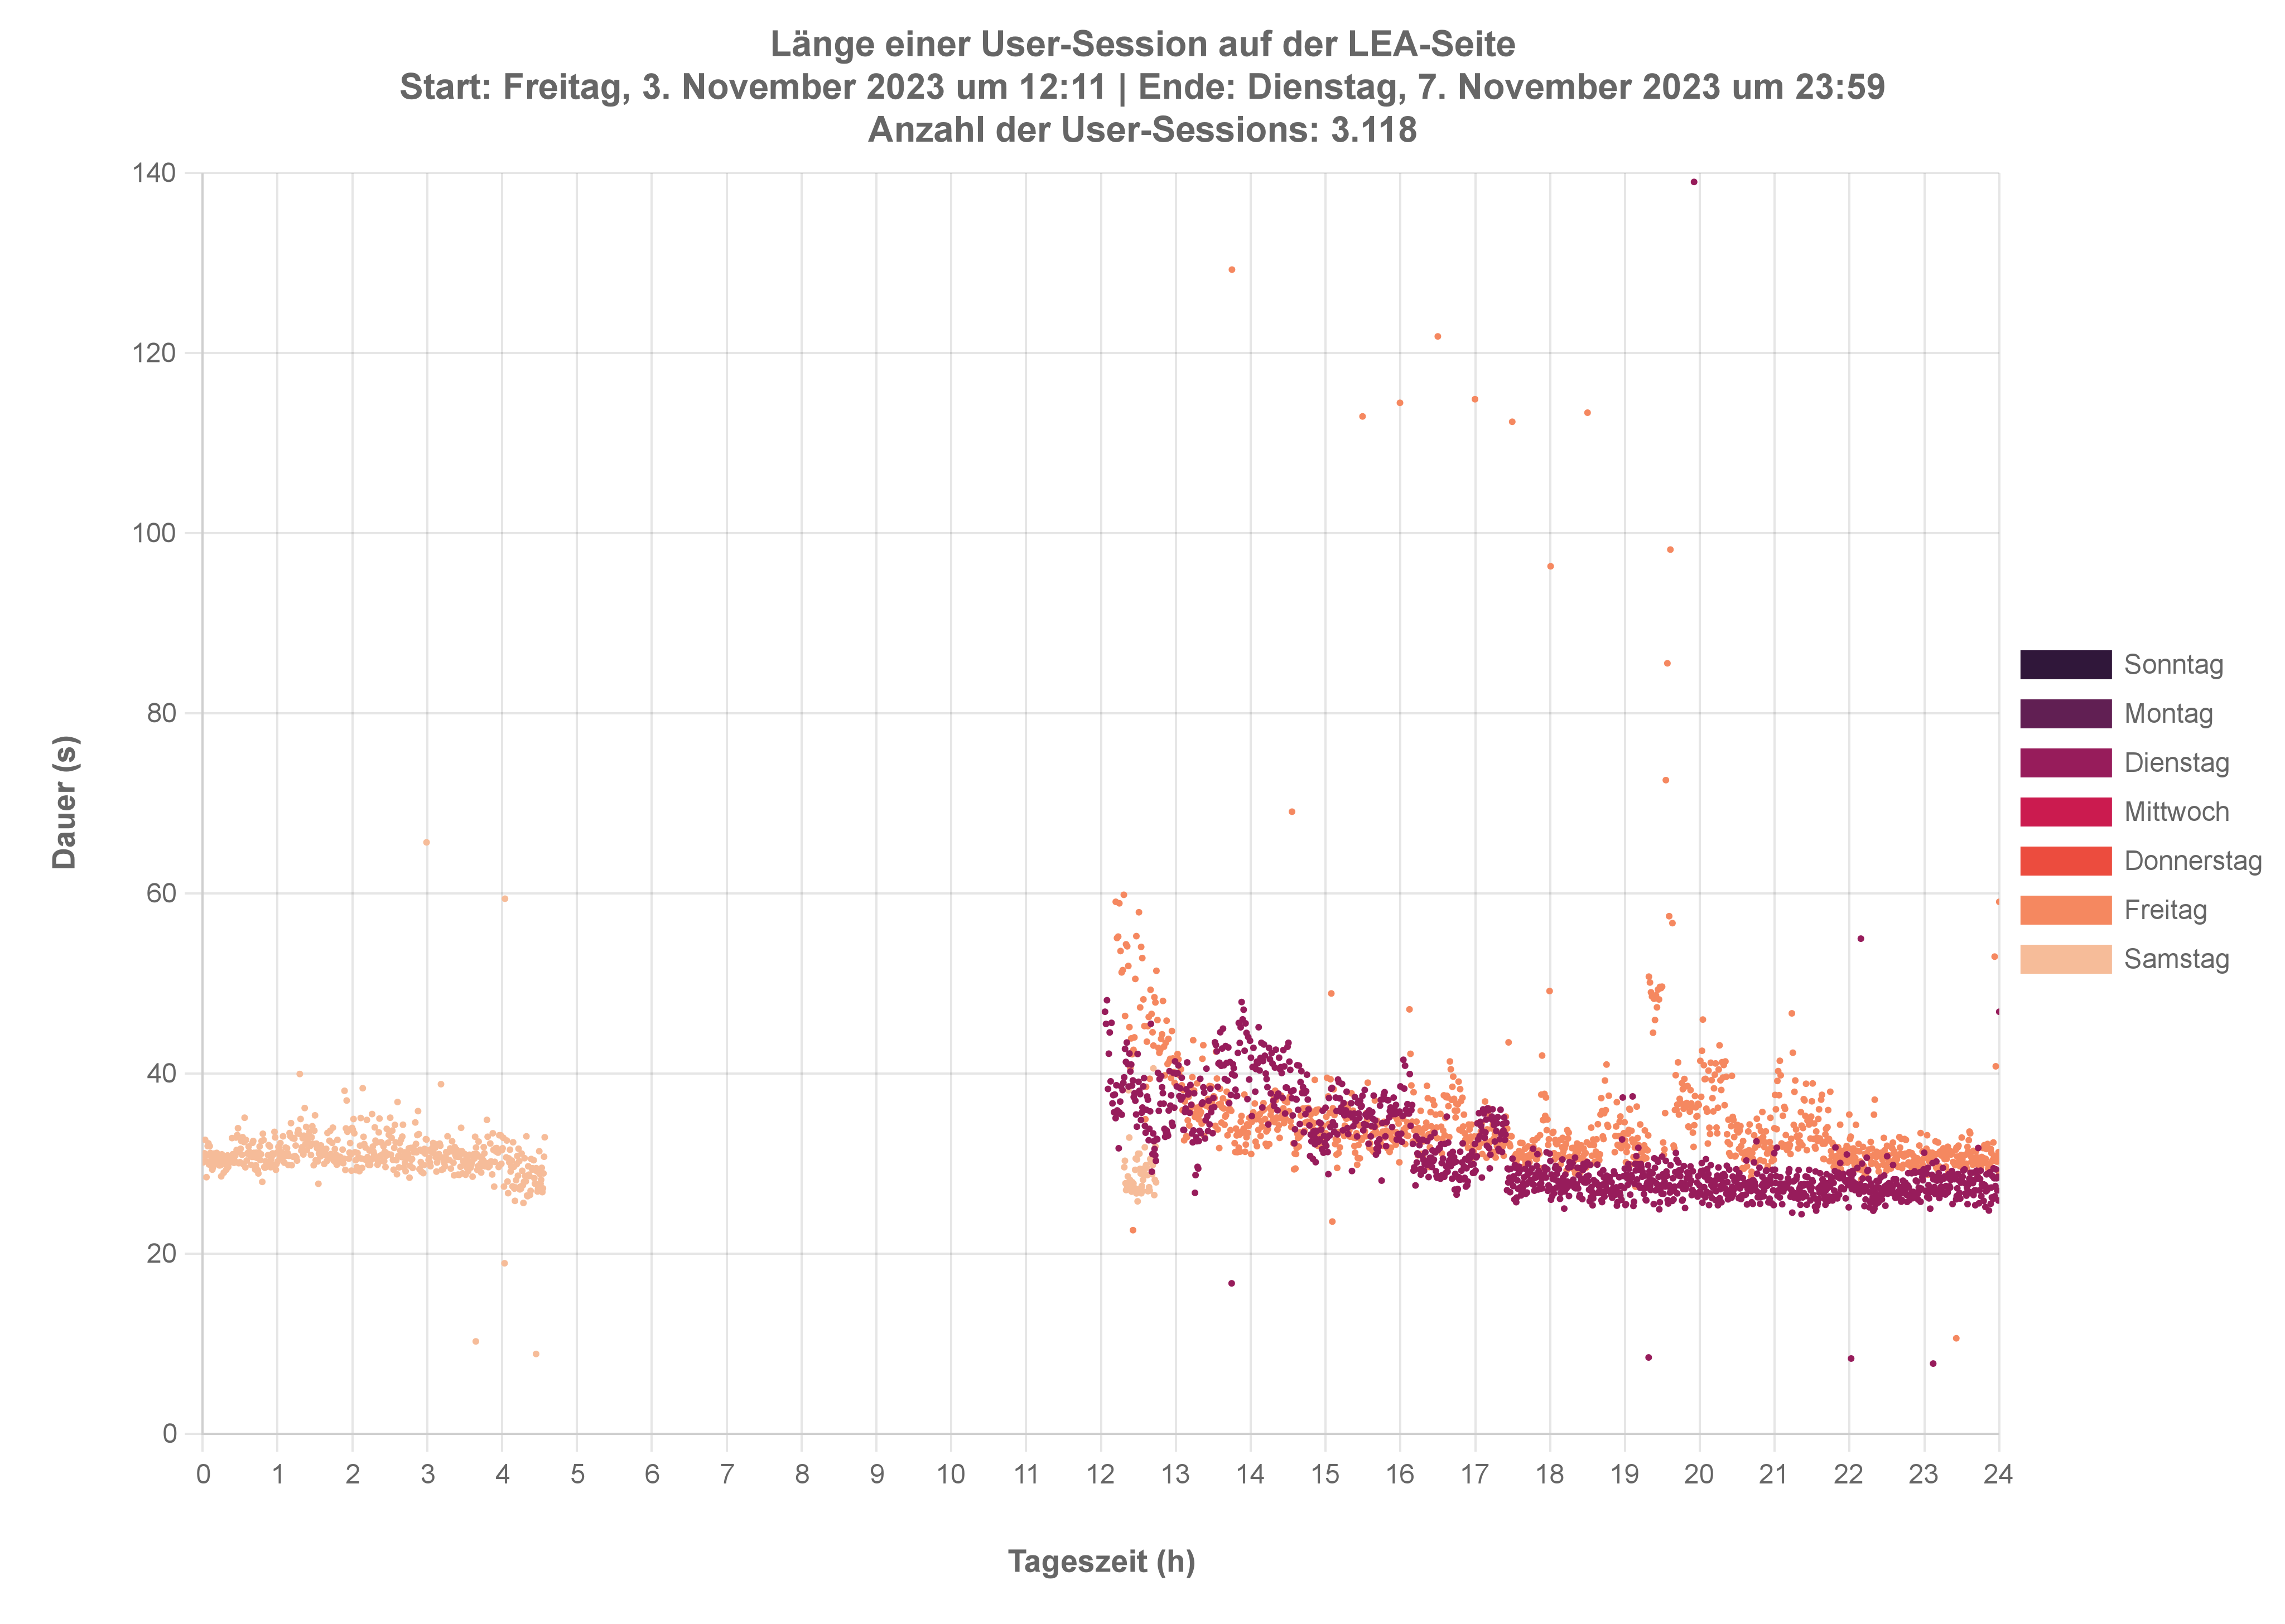 Länge einer User-Session auf der LEA-Seite
Start: Freitag, 3. November 2023 um 12:11 | Ende: Dienstag, 7. November 2023 um 23:59
Anzahl der User-Sessions: 3.118
140
120
100
80
60
40
20
0
Dauer (s)
0 1 2 3 4 5 6 7 8 9 10 11 12 13 14 15 16 17 18 19 20 21 22 23 24
Tageszeit (h)
Sonntag
Montag
Dienstag
Mittwoch
Donnerstag
Freitag
Samstag